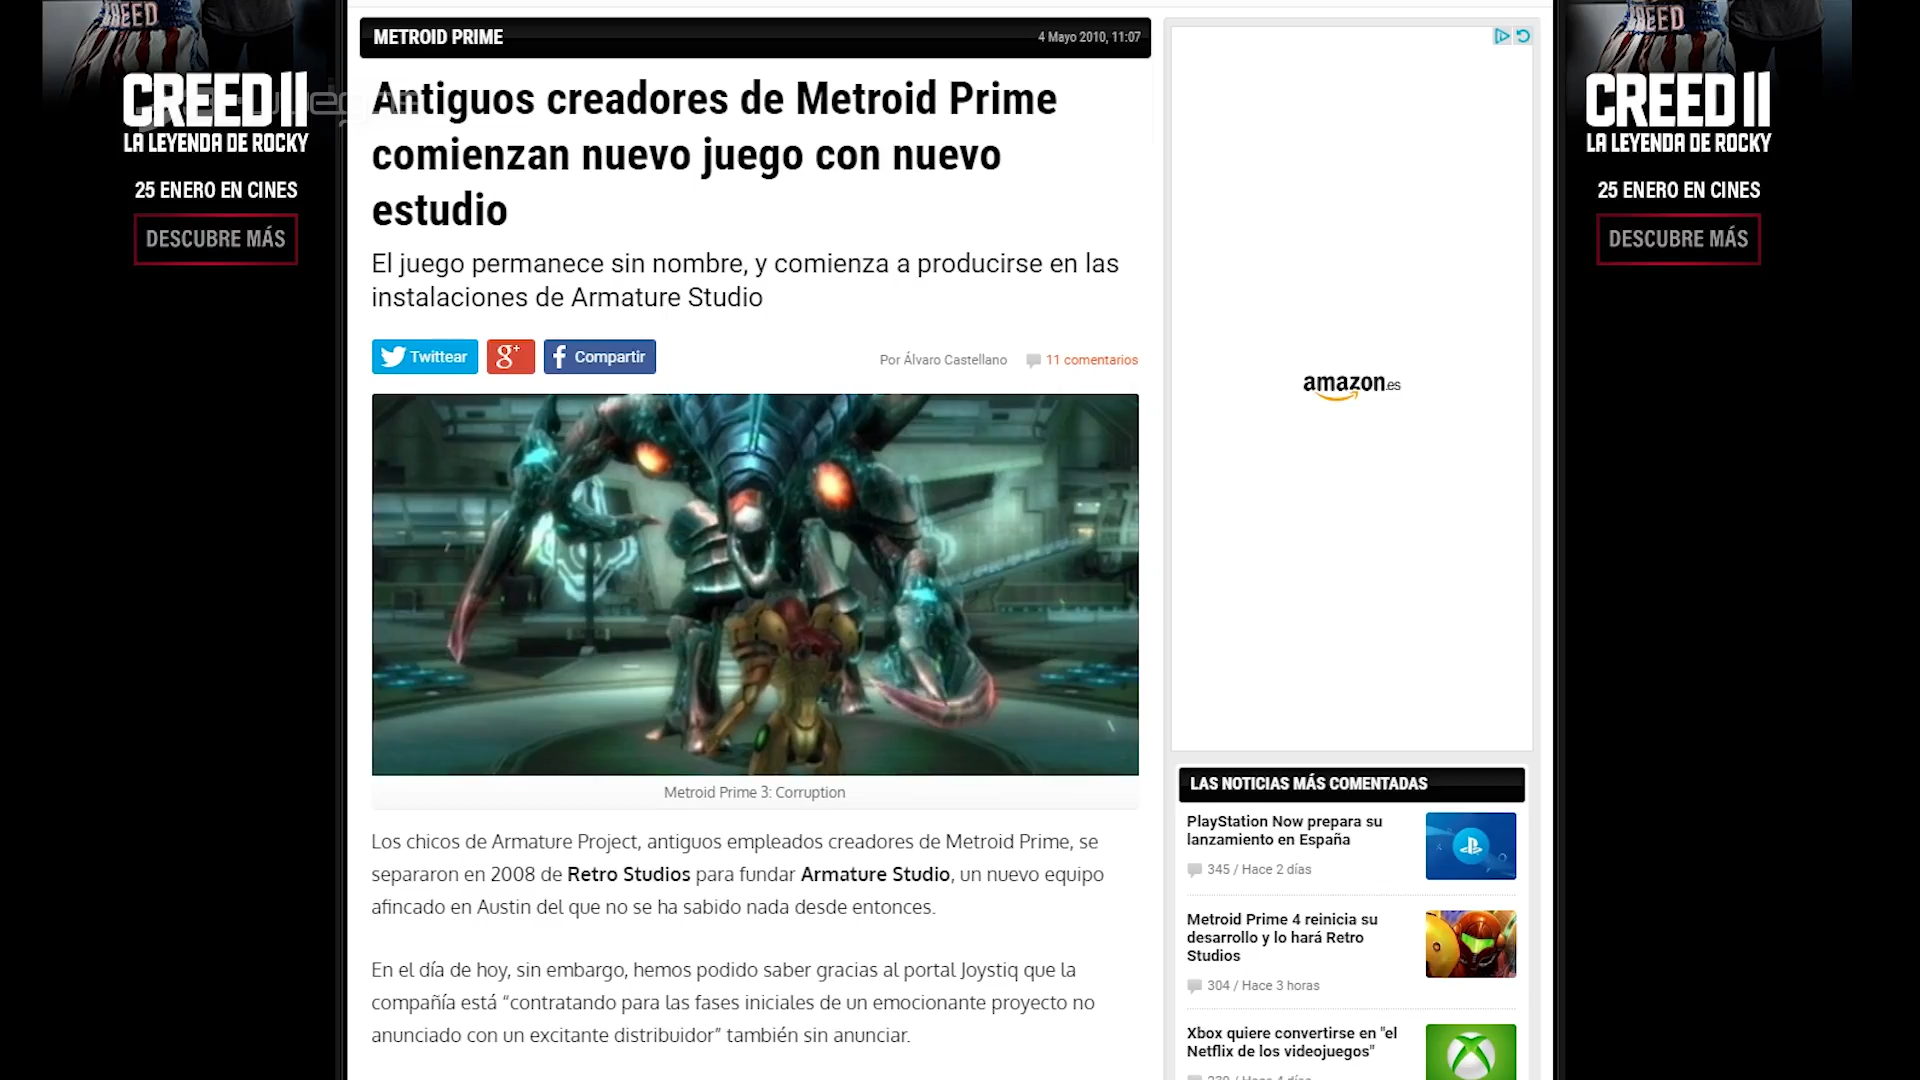 CREED
CREED II
LA LEYENDA DE ROCKY
25 ENERO EN CINES
DESCUBRE MÁS
METROID PRIME
4 Mayo 2010, 11:07
Antiguos creadores de Metroid Prime
comienzan nuevo juego con nuevo
estudio
El juego permanece sin nombre, y comienza a producirse en las
instalaciones de Armature Studio
Twittear
g+
f Compartir
Por Álvaro Castellano
11 comentarios
Metroid Prime 3: Corruption
Los chicos de Armature Project, antiguos empleados creadores de Metroid Prime, se
separaron en 2008 de Retro Studios para fundar Armature Studio, un nuevo equipo
afincado en Austin del que no se ha sabido nada desde entonces.
En el día de hoy, sin embargo, hemos podido saber gracias al portal Joystiq que la
compañía está “contratando para las fases iniciales de un emocionante proyecto no
anunciado con un excitante distribuidor” también sin anunciar.
amazon.es
LAS NOTICIAS MÁS COMENTADAS
PlayStation Now prepara su
lanzamiento en España
345 / Hace 2 días
Metroid Prime 4 reinicia su
desarrollo y lo hará Retro
Studios
304 / Hace 3 horas
Xbox quiere convertirse en "el
Netflix de los videojuegos"
CREED
CREED II
LA LEYENDA DE ROCKY
25 ENERO EN CINES
DESCUBRE MÁS